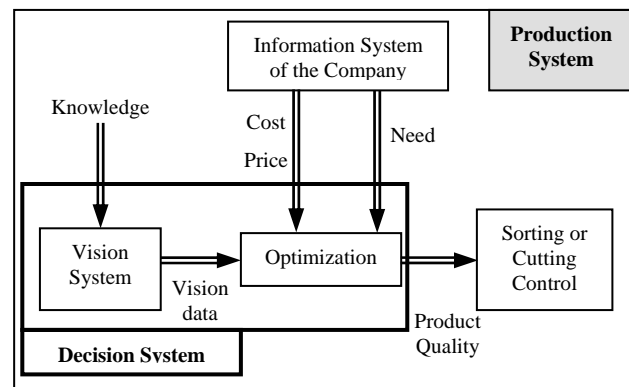 Information System
of the Company
Production
System
Knowledge
Cost
Price
Need
Vision
System
Vision
data
Optimization
Sorting or
Cutting
Control
Product
Quality
Decision System